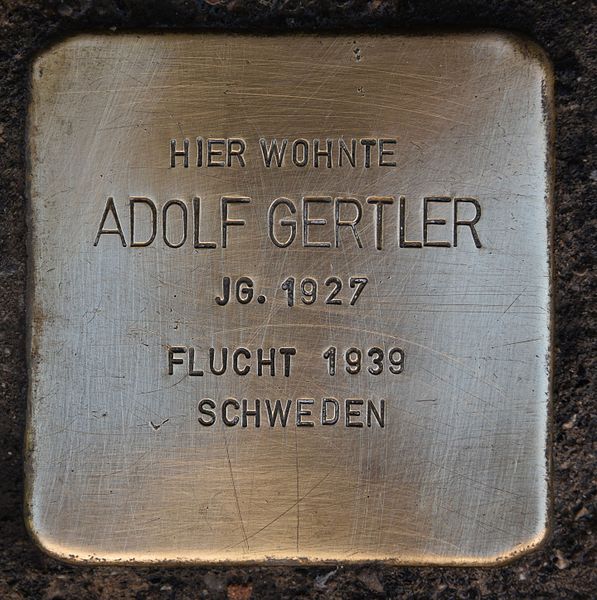 HIER WOHNTE
ADOLF GERTLER
JG. 1927
FLUCHT 1939
SCHWEDEN